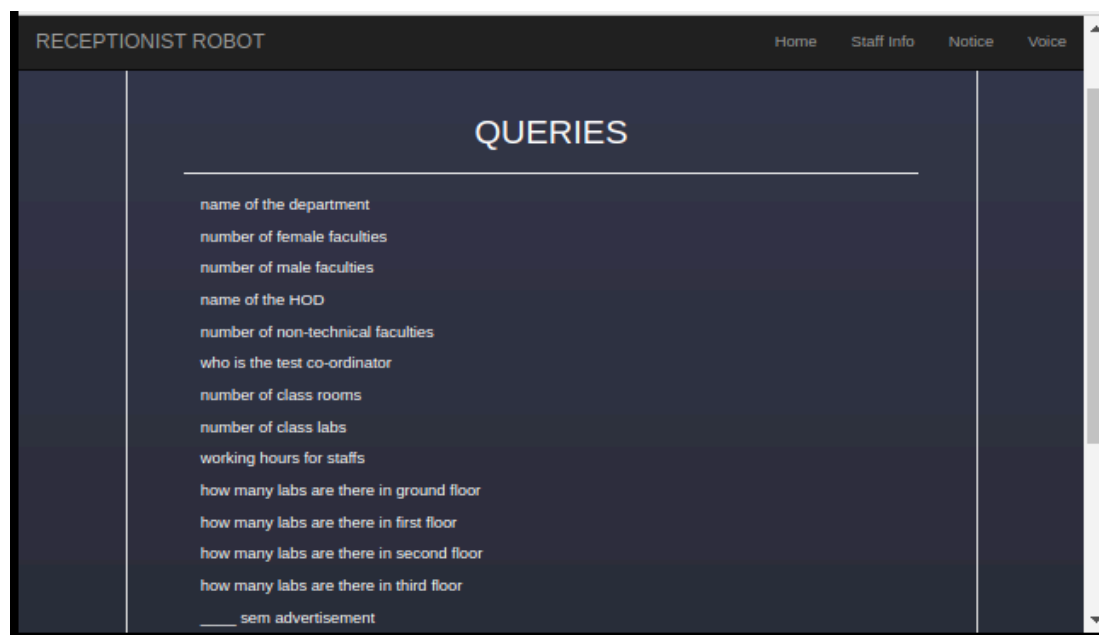 RECEPTIONIST ROBOT Home Staff Info Notice Voice
QUERIES
name of the department
number of female faculties
number of male faculties
name of the HOD
number of non-technical faculties
who is the test co-ordinator
number of class rooms
number of class labs
working hours for staffs
how many labs are there in ground floor
how many labs are there in first floor
how many labs are there in second floor
how many labs are there in third floor
____ sem advertisement